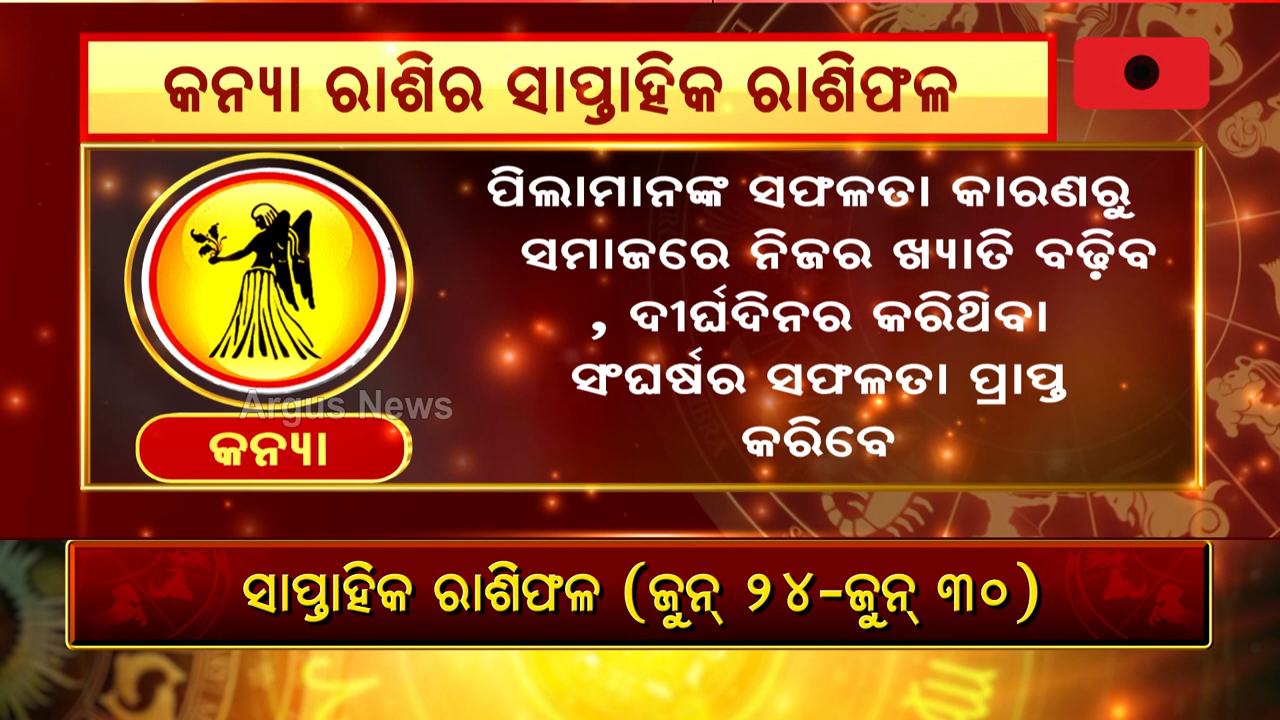 କନ୍ୟା ରାଶିର ସାପ୍ତାହିକ ରାଶିଫଳ
ପିଲାମାନଙ୍କ ସଫଳତା କାରଣରୁ
ସମାଜରେ ନିଜର ଖ୍ୟାତି ବଢ଼ିବ
, ଦୀର୍ଘଦିନର କରିଥିବା
ସଂଘର୍ଷର ସଫଳତା ପ୍ରାପ୍ତ
କରିବେ
Argus News
କନ୍ୟା
ସାପ୍ତାହିକ ରାଶିଫଳ (ଜୁନ୍ ୨୪-ଜୁନ୍ ୩୦)